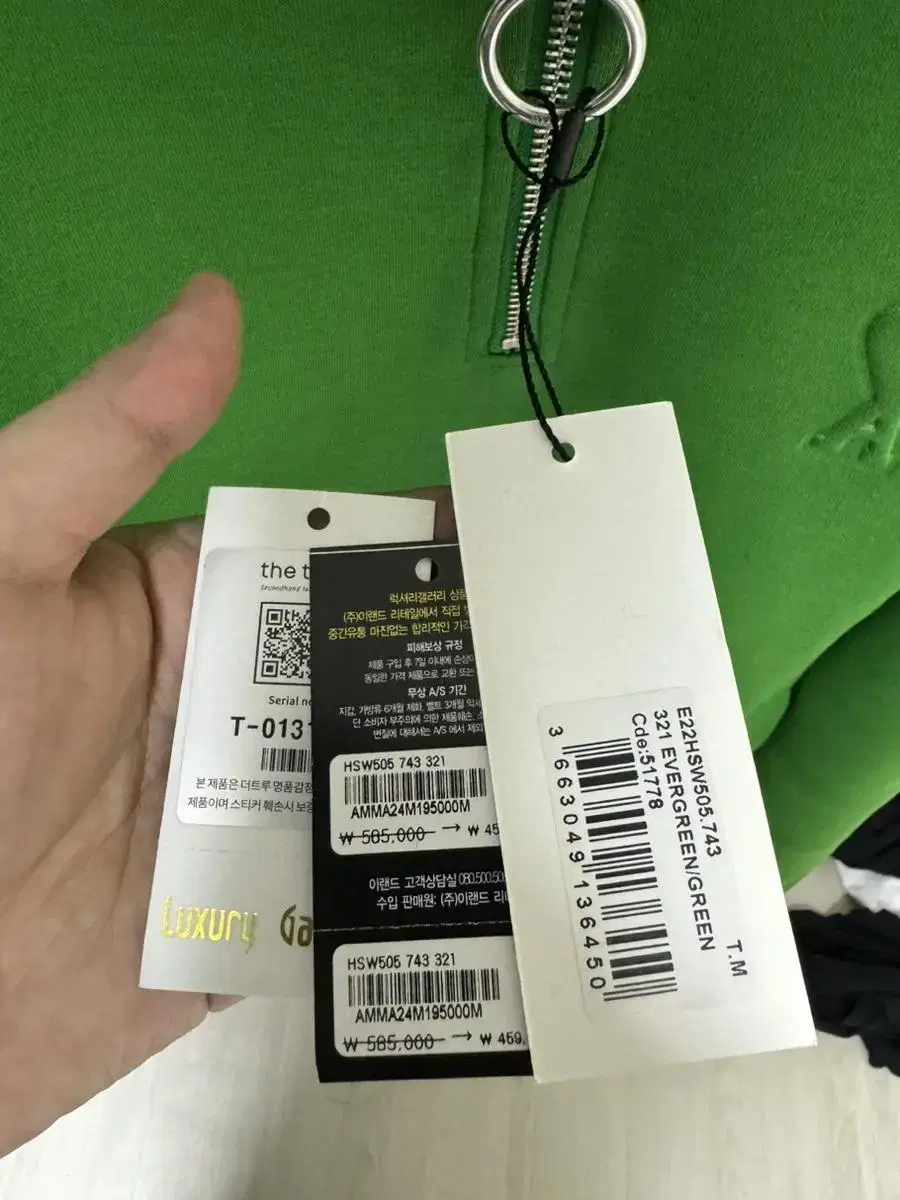 the t
Secondhand lu
Serial n
T-013
본 제품은 더트루 명품감정
제품이며 스티커 훼손시 보증
Luxury Ga
럭셔리갤러리 상품
(주)이랜드 리테일에서 직접
중간유통 마진없는 합리적인 가격
피해보상 규정
제품 구입 후 7일 이내에 손상이
동일한 가격 제품으로 교환 또는
무상 A/S 기간
지갑, 가방류 6개월 제화, 벨트 3개월 악세
단 소비자 부주의에 의한 제품훼손,
변질에 대해서는 A/S 에서 제외
HSW505 743 321
AMMA24M195000M
₩ 585,000 → ₩ 45
이랜드 고객상담실 080.500.50
수입 판매원: (주)이랜드 리
HSW505 743 321
AMMA24M195000M
₩ 585,000 → ₩ 459,
E22HSW505.743
321 EVERGREEN/GREEN
Cde:51778
T.M
3 663049 136450